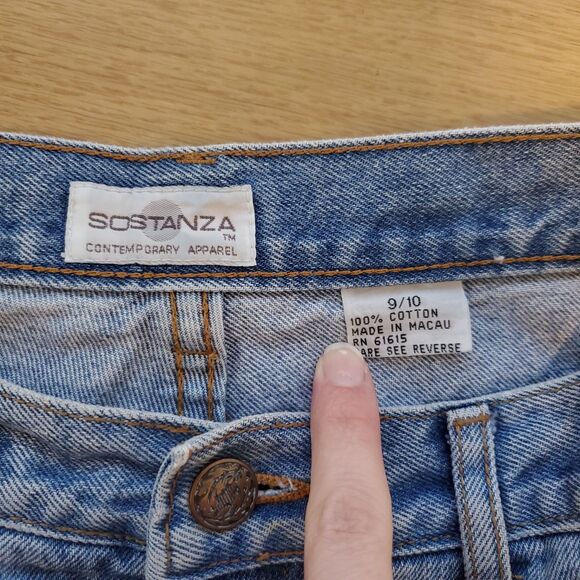 SOSTANZA
TM
CONTEMPORARY APPAREL
9/10
100% COTTON
MADE IN MACAU
RN 61615
ARE SEE REVERSE